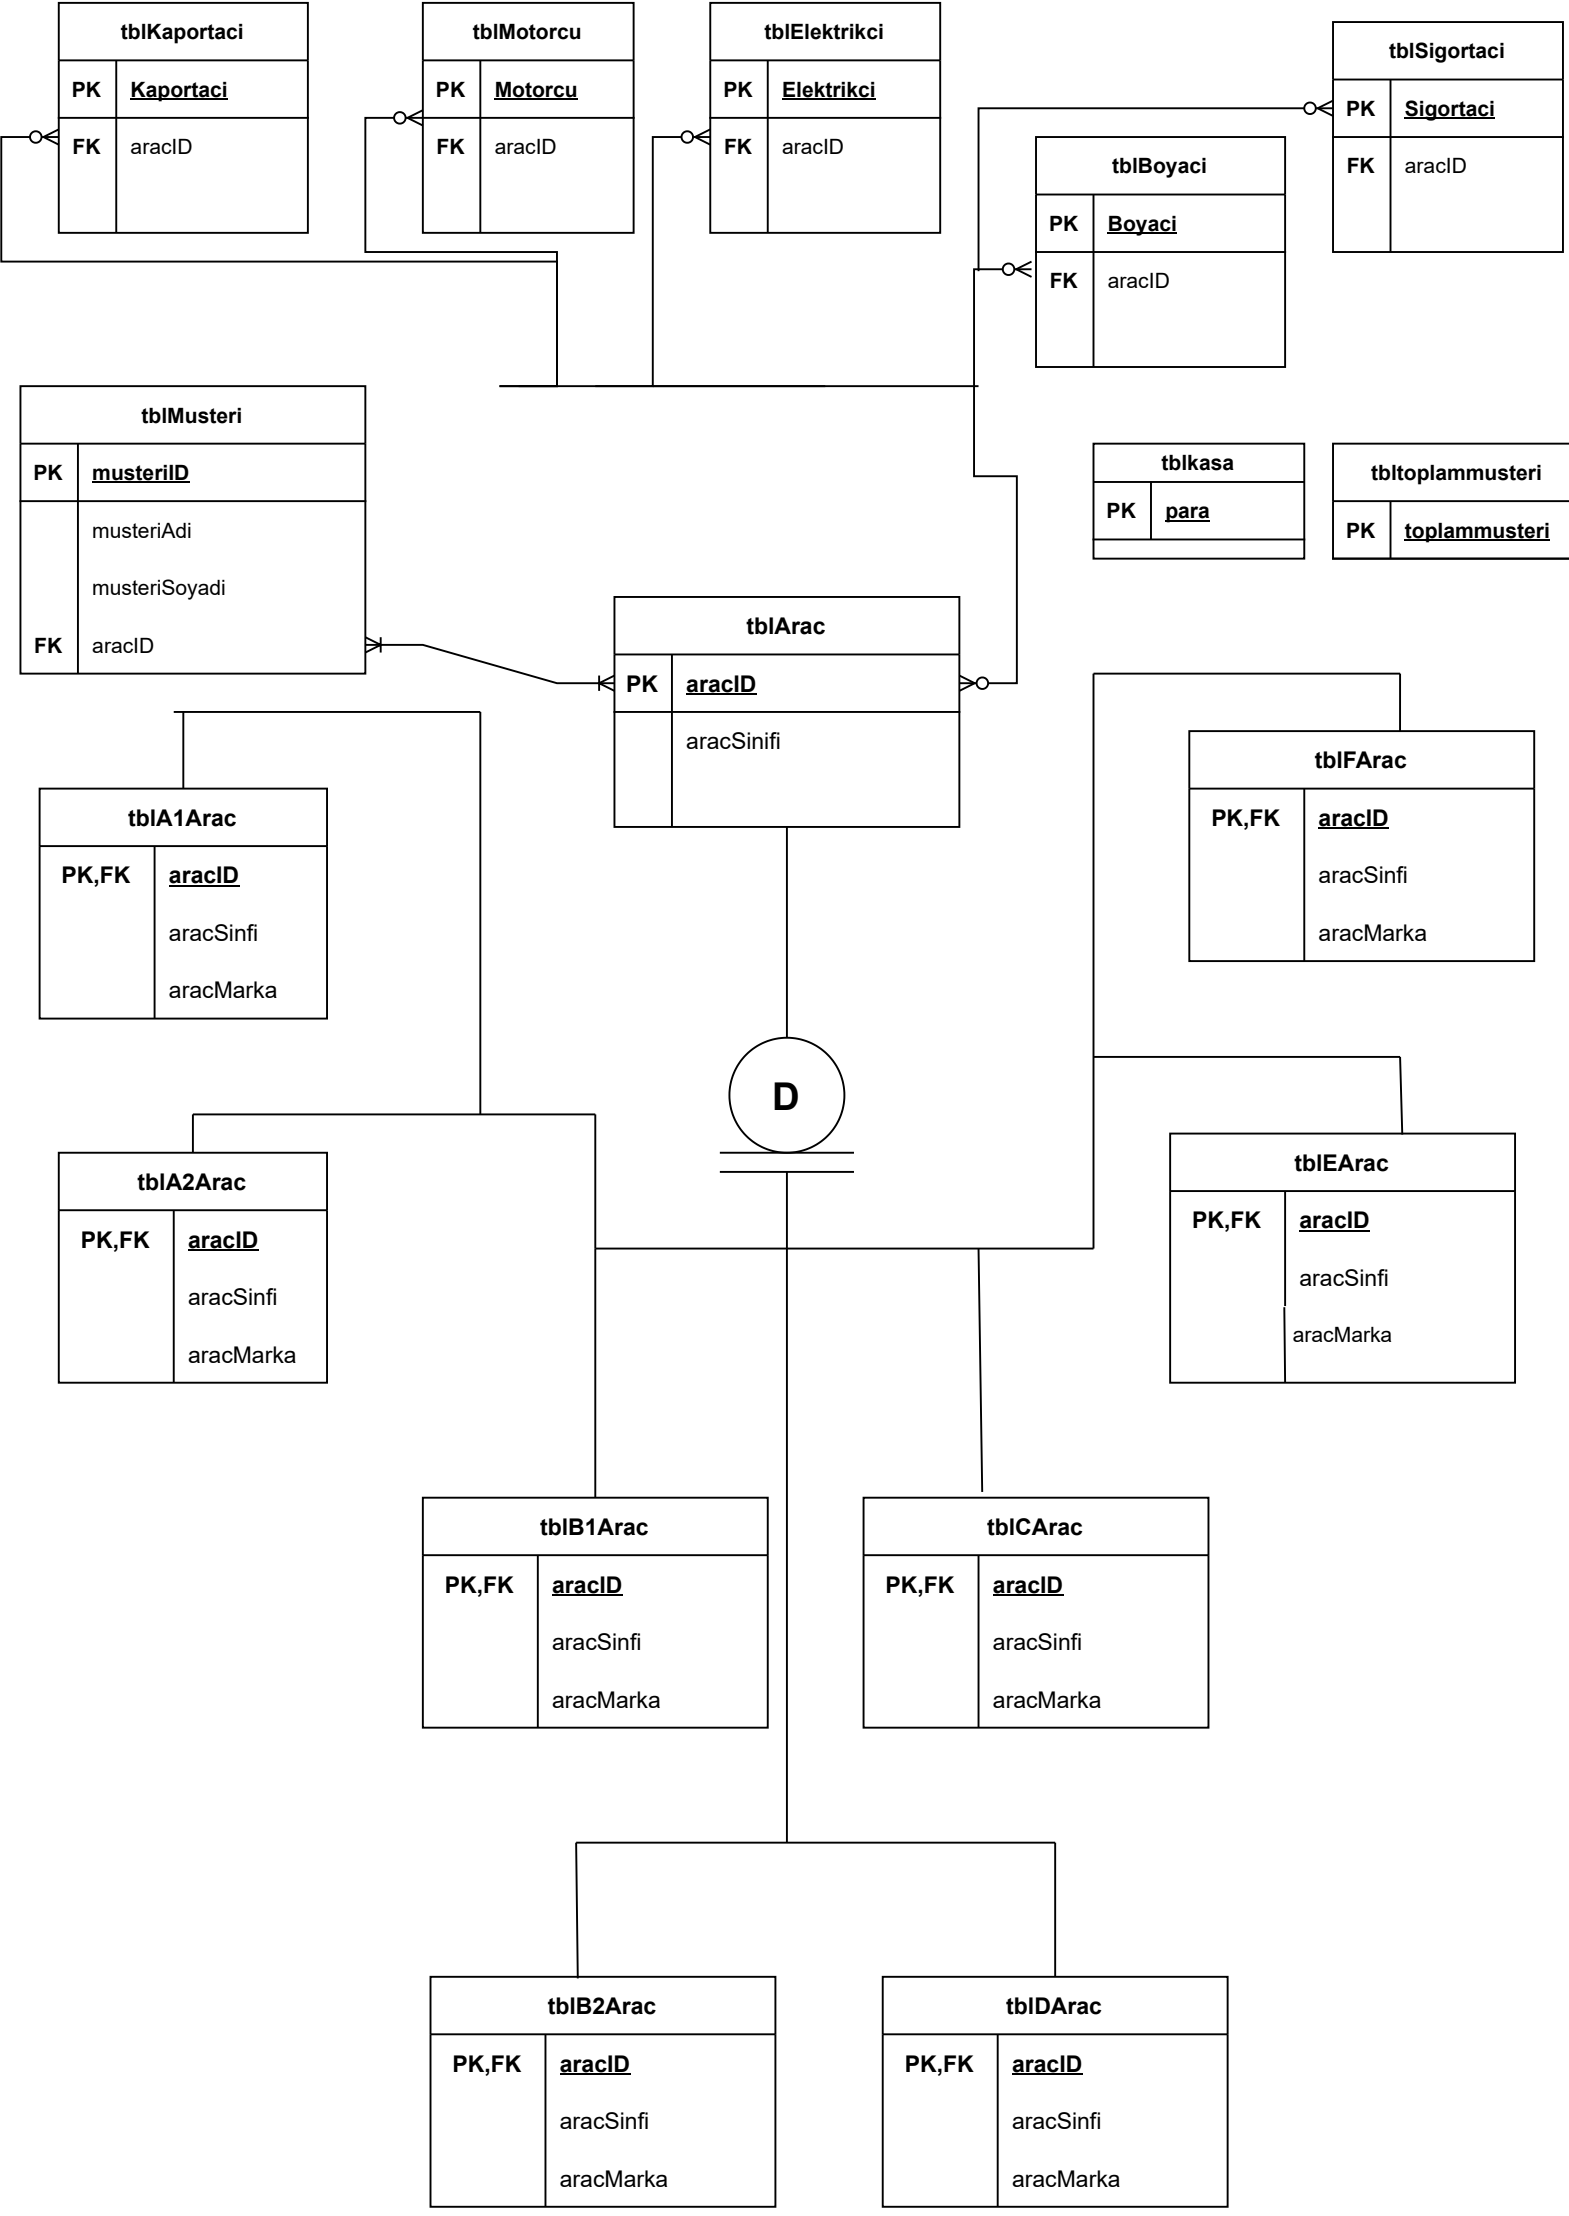 tblKaportaci
PK Kaportaci
FK aracID
tblMotorcu
PK Motorcu
FK aracID
tblElektrikci
PK Elektrikci
FK aracID
tblSigortaci
PK Sigortaci
FK aracID
tblBoyaci
PK Boyaci
FK aracID
tblMusteri
PK musteriID
musteriAdi
musteriSoyadi
FK aracID
tblkasa
PK para
tbltoplammusteri
PK toplammusteri
tblArac
PK aracID
aracSinifi
tblFArac
PK,FK aracID
aracSinfi
aracMarka
tblA1Arac
PK,FK aracID
aracSinfi
aracMarka
D
tblA2Arac
PK,FK aracID
aracSinfi
aracMarka
tblEArac
PK,FK aracID
aracSinfi
aracMarka
tblB1Arac
PK,FK aracID
aracSinfi
aracMarka
tblCArac
PK,FK aracID
aracSinfi
aracMarka
tblB2Arac
PK,FK aracID
aracSinfi
aracMarka
tblDArac
PK,FK aracID
aracSinfi
aracMarka